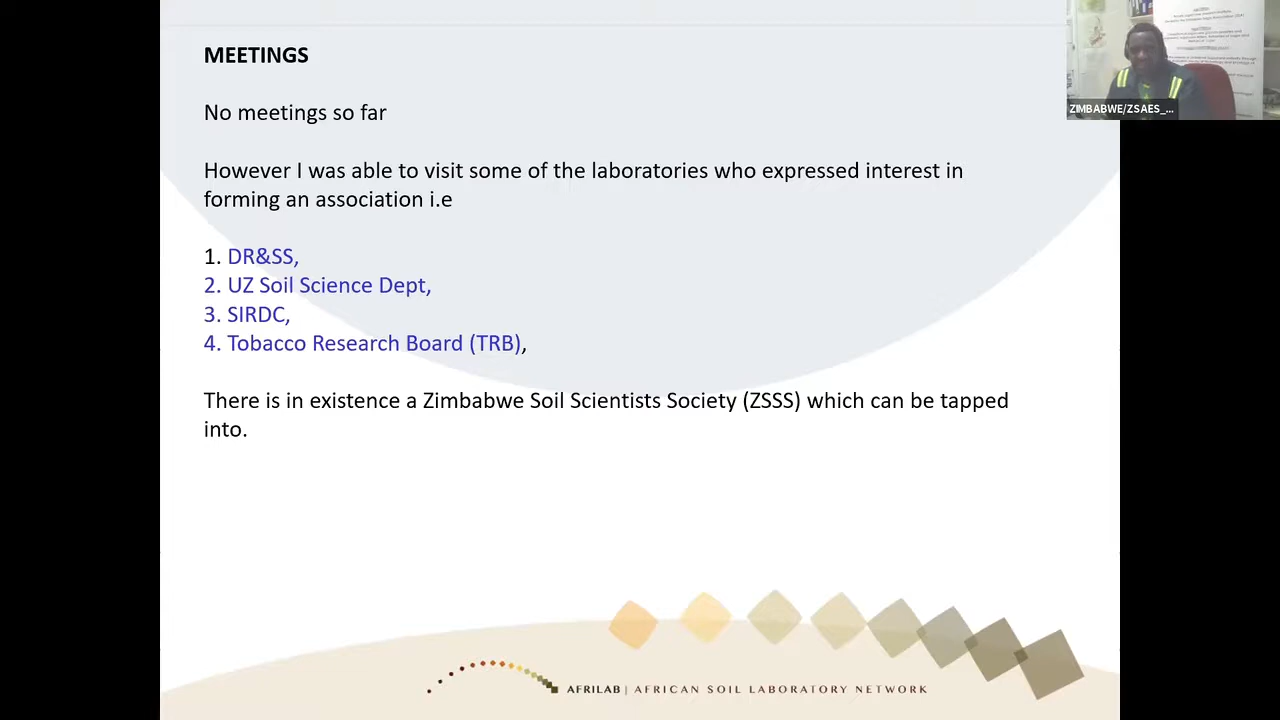 MEETINGS
No meetings so far
However I was able to visit some of the laboratories who expressed interest in
forming an association i.e
1. DR&SS,
2. UZ Soil Science Dept,
3. SIRDC,
4. Tobacco Research Board (TRB),
There is in existence a Zimbabwe Soil Scientists Society (ZSSS) which can be tapped
into.
ZIMBABWE/ZSAES_...
AFRILAB | AFRICAN SOIL LABORATORY NETWORK